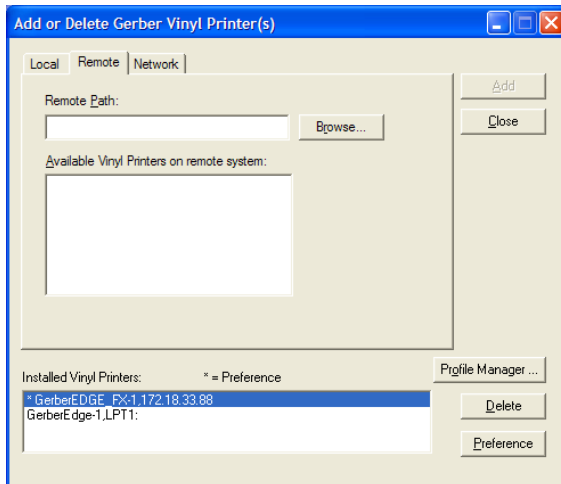 Add or Delete Gerber Vinyl Printer(s)
Local Remote Network
Add
Remote Path:
Browse...
Close
Available Vinyl Printers on remote system:
Profile Manager ...
Installed Vinyl Printers: * = Preference
* GerberEDGE_FX-1,172.18.33.88
GerberEdge-1,LPT1:
Delete
Preference